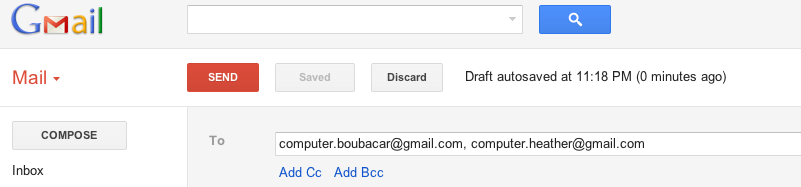 Gmail
Mail
SEND
Saved
Discard
Draft autosaved at 11:18 PM (0 minutes ago)
COMPOSE
To
computer.boubacar@gmail.com, computer.heather@gmail.com
Inbox
Add Cc
Add Bcc